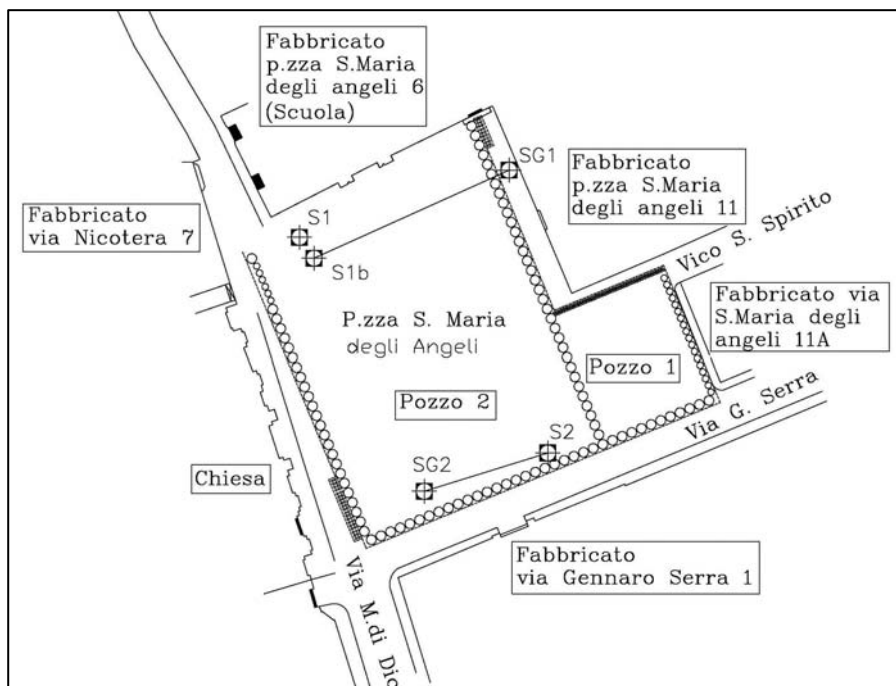 Fabbricato
p.zza S.Maria
degli angeli 6
(Scuola)
SG1
Fabbricato
p.zza S.Maria
degli angeli 11
Fabbricato
via Nicotera 7
S1
S1b
Vico S. Spirito
Fabbricato via
S.Maria degli
angeli 11A
P.zza S. Maria
degli Angeli
Pozzo 1
Pozzo 2
Via G. Serra
S2
SG2
Chiesa
Fabbricato
via Gennaro Serra 1
Via M.di Dio